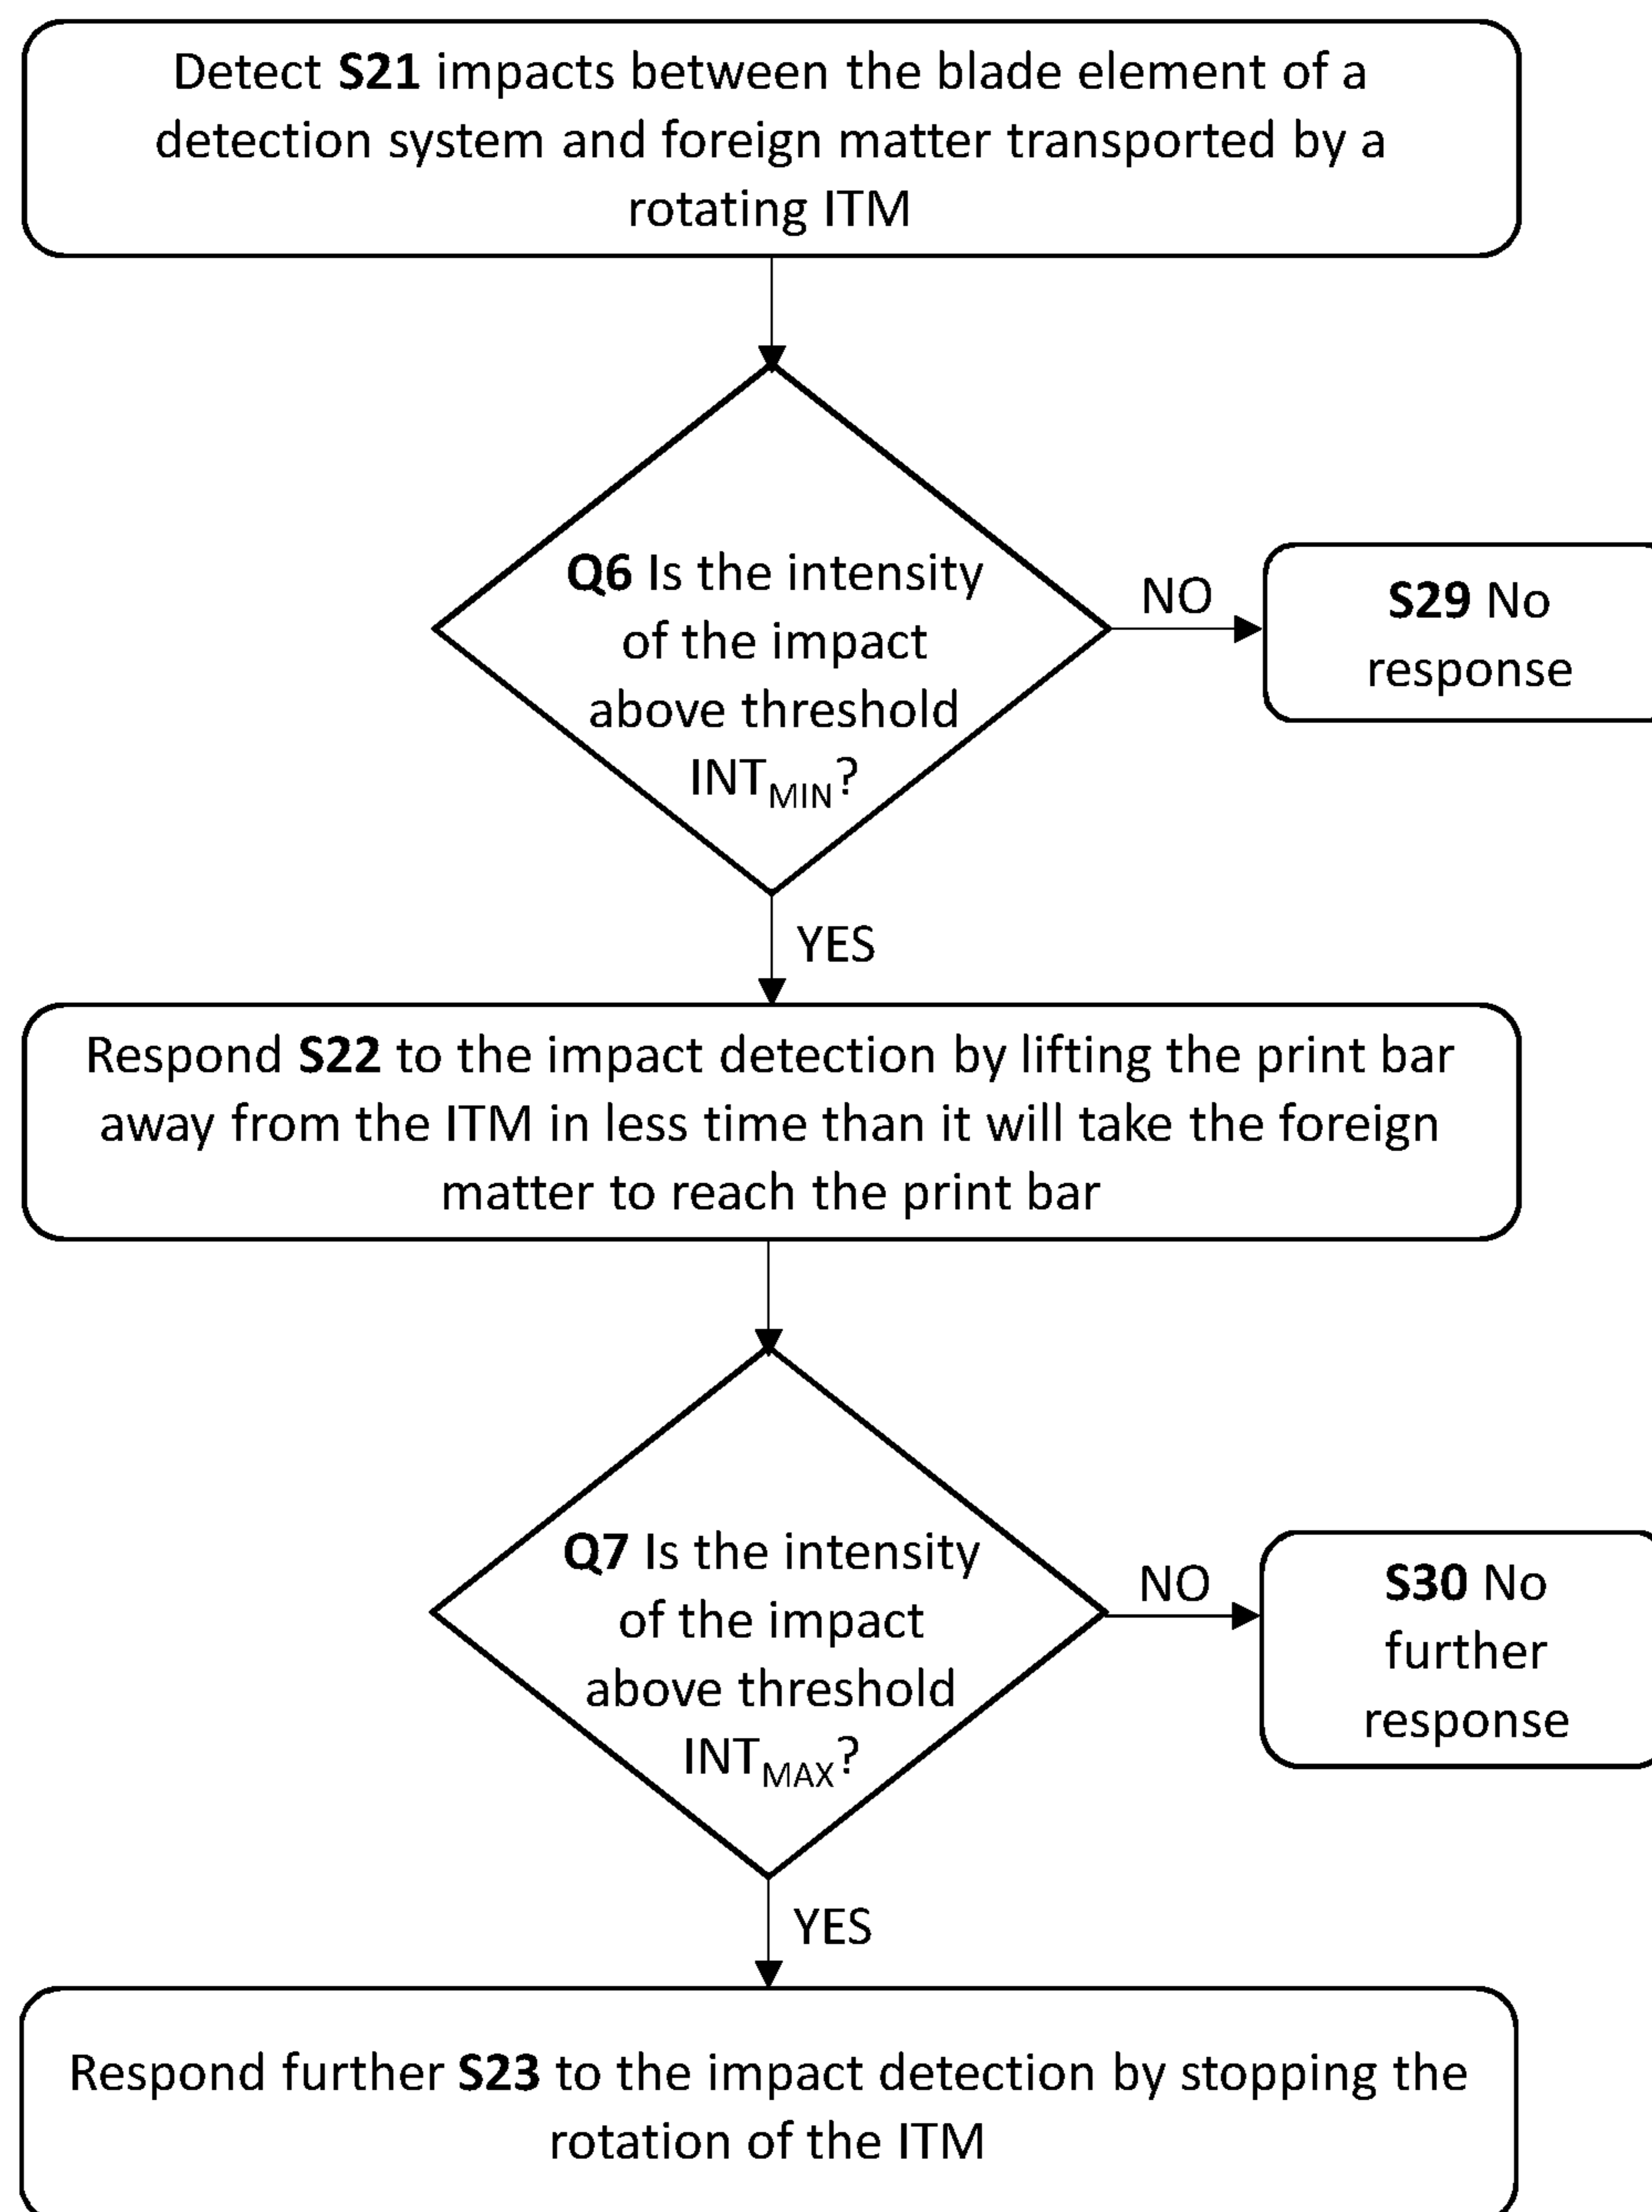 Detect S21 impacts between the blade element of a
detection system and foreign matter transported by a
rotating ITM
Q6 Is the intensity
of the impact
above threshold
INT_MIN?
NO
S29 No
response
YES
Respond S22 to the impact detection by lifting the print bar
away from the ITM in less time than it will take the foreign
matter to reach the print bar
Q7 Is the intensity
of the impact
above threshold
INT_MAX?
NO
S30 No
further
response
YES
Respond further S23 to the impact detection by stopping the
rotation of the ITM